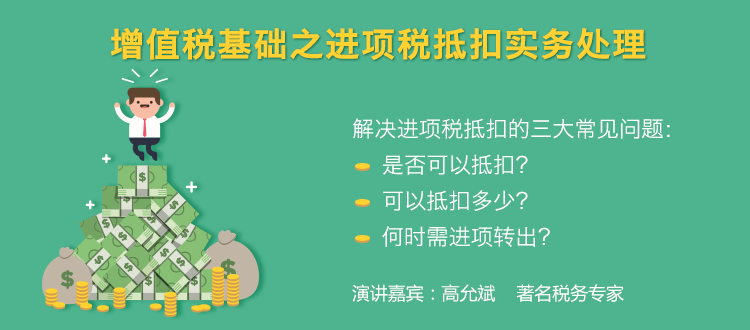 增值税基础之进项税抵扣实务处理
解决进项税抵扣的三大常见问题：
是否可以抵扣？
可以抵扣多少？
何时需进项转出？
演讲嘉宾：高允斌 著名税务专家